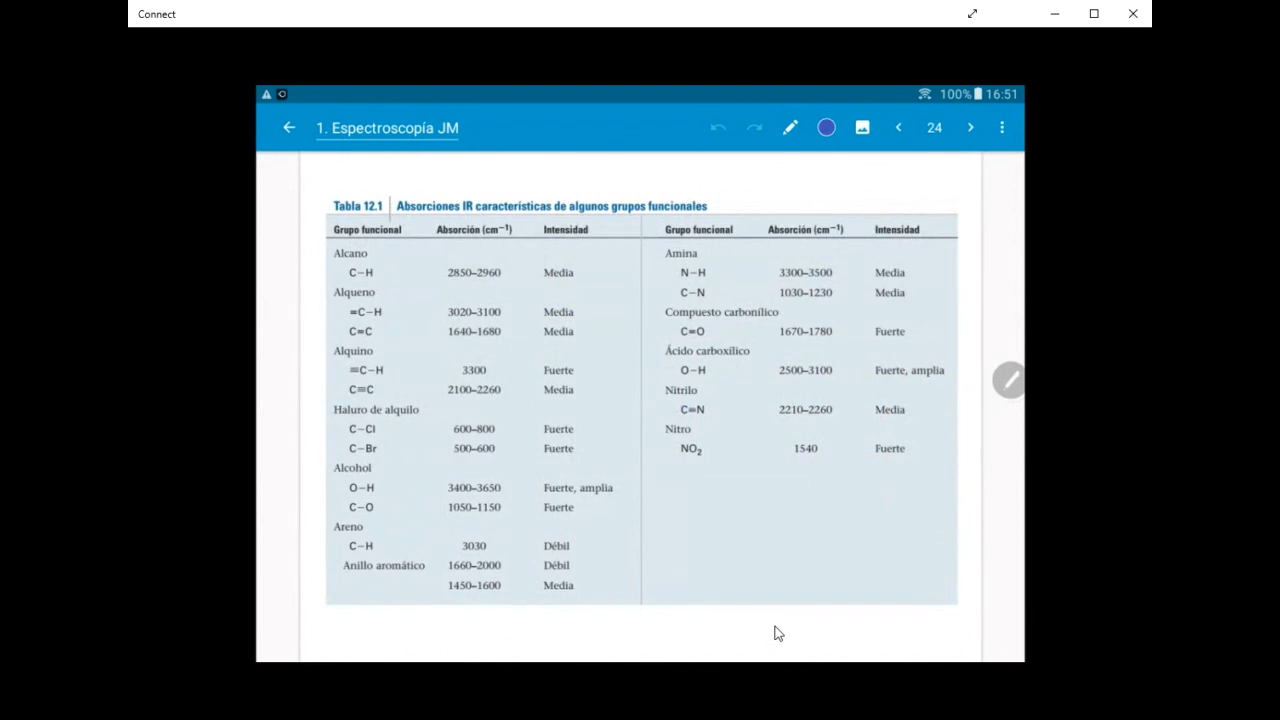 Connect
100% 16:51
1. Espectroscopía JM
24
Tabla 12.1 Absorciones IR características de algunos grupos funcionales
Grupo funcional Absorción (cm−1) Intensidad
Alcano
C−H 2850–2960 Media
Alqueno
=C−H 3020–3100 Media
C=C 1640–1680 Media
Alquino
≡C−H 3300 Fuerte
C≡C 2100–2260 Media
Haluro de alquilo
C−Cl 600–800 Fuerte
C−Br 500–600 Fuerte
Alcohol
O−H 3400–3650 Fuerte, amplia
C−O 1050–1150 Fuerte
Areno
C−H 3030 Débil
Anillo aromático 1660–2000 Débil
1450–1600 Media
Grupo funcional Absorción (cm−1) Intensidad
Amina
N−H 3300–3500 Media
C−N 1030–1230 Media
Compuesto carbonílico
C=O 1670–1780 Fuerte
Ácido carboxílico
O−H 2500–3100 Fuerte, amplia
Nitrilo
C≡N 2210–2260 Media
Nitro
NO2 1540 Fuerte